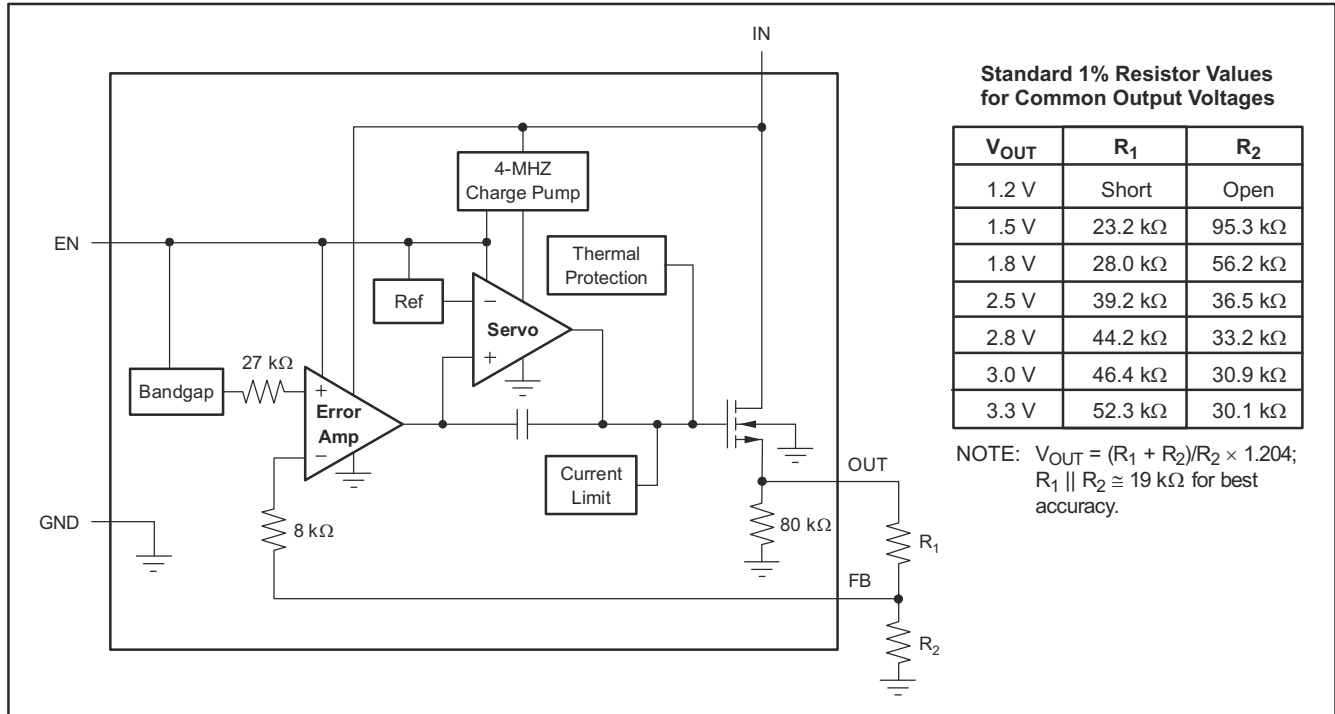 IN
4-MHZ
Charge Pump
EN
Thermal
Protection
Ref
−
Servo
+
27 kΩ
Bandgap
+
Error
Amp
−
Current
Limit
OUT
GND
8 kΩ
80 kΩ
R1
FB
R2
Standard 1% Resistor Values
for Common Output Voltages
VOUT R1 R2
1.2 V Short Open
1.5 V 23.2 kΩ 95.3 kΩ
1.8 V 28.0 kΩ 56.2 kΩ
2.5 V 39.2 kΩ 36.5 kΩ
2.8 V 44.2 kΩ 33.2 kΩ
3.0 V 46.4 kΩ 30.9 kΩ
3.3 V 52.3 kΩ 30.1 kΩ
NOTE: VOUT = (R1 + R2)/R2 × 1.204;
R1 || R2 ≅ 19 kΩ for best
accuracy.